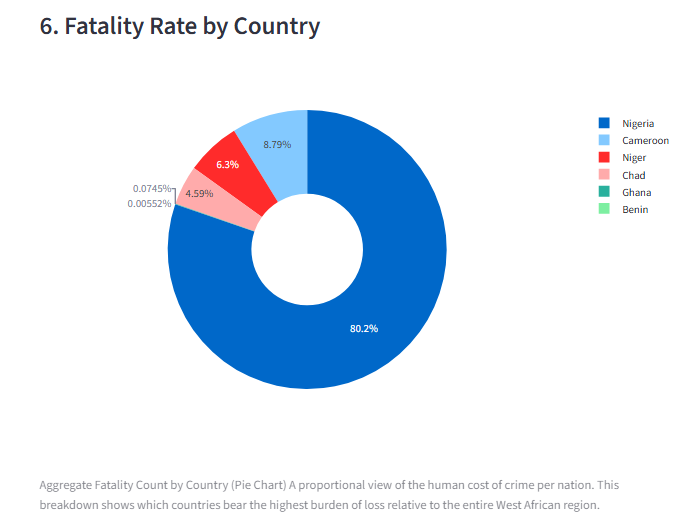 6. Fatality Rate by Country
8.79%
6.3%
4.59%
0.0745%
0.00552%
80.2%
Nigeria
Cameroon
Niger
Chad
Ghana
Benin
Aggregate Fatality Count by Country (Pie Chart) A proportional view of the human cost of crime per nation. This
breakdown shows which countries bear the highest burden of loss relative to the entire West African region.